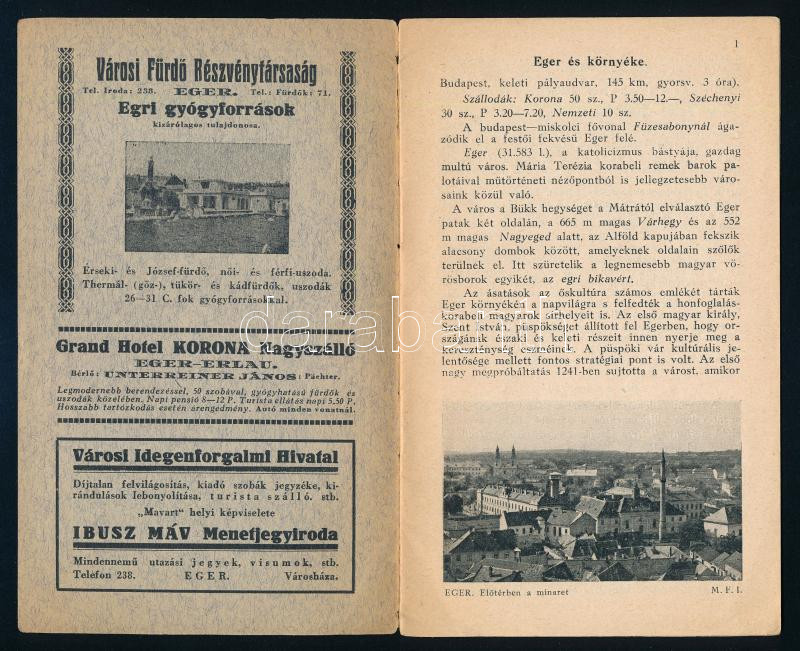 Városi Fürdő Részvénytársaság
Tel. Iroda: 238. EGER. Tel.: Fürdők: 71.
Egri gyógyforrások
kizárólagos tulajdonosa.
Érseki- és József-fürdő, női- és férfi-uszoda.
Thermál- (gőz-), tükör- és kádfürdők, uszodák
26—31 C. fok gyógyforrásokkal.
Grand Hotel KORONA Nagyszálló
EGER-ERLAU.
Bérlő: UNTERREINER JÁNOS: Pächter.
Legmodernebb berendezéssel, 50 szobával, gyógyhatású fürdők és
uszodák közelében. Napi pensió 8—12 P. Turista ellátás napi 5.50 P.
Hosszabb tartózkodás esetén árengedmény. Autó minden vonatnál.
Városi Idegenforgalmi Hivatal
Díjtalan felvilágosítás, kiadó szobák jegyzéke, ki-
rándulások lebonyolítása, turista szálló. stb.
„Mavart" helyi képviselete
IBUSZ MÁV Menetjegyiroda
Mindennemű utazási jegyek, visumok, stb.
Telefon 238. EGER. Városháza.
1
Eger és környéke.
Budapest, keleti pályaudvar, 145 km, gyorsv. 3 óra).
Szállodák: Korona 50 sz., P 3.50—12.—, Széchenyi
30 sz., P 3.20—7.20, Nemzeti 10 sz.
A budapest—miskolci fővonal Füzesabonynál ága-
zódik el a festői fekvésű Eger felé.
Eger (31.583 l.), a katolicizmus bástyája, gazdag
multú város. Mária Terézia korabeli remek barok pa-
lotáival műtörténeti nézőpontból is jellegzetesebb váro-
saink közül való.
A város a Bükk hegységet a Mátrától elválasztó Eger
patak két oldalán, a 665 m magas Várhegy és az 552
m magas Nagyeged alatt, az Alföld kapujában fekszik
alacsony dombok között, amelyeknek oldalain szőlők
terülnek el. Itt szüretelik a legnemesebb magyar vö-
rösborok egyikét, az egri bikavért.
Az ásatások az őskultúra számos emlékét tárták
Eger környékén a napvilágra s felfedték a honfoglalás-
korabeli magyarok sírhelyeit is. Az első magyar király,
Szent István, püspökséget állított fel Egerben, hogy or-
szágának északi és keleti részeit innen nyerje meg a
kereszténység eszméinek. A püspöki vár kultúrális je-
lentősége mellett fontos stratégiai pont is volt. Az első
nagy megpróbáltatás 1241-ben sujtotta a várost, amikor
EGER. Előtérben a minaret M. F. I.
darabanth